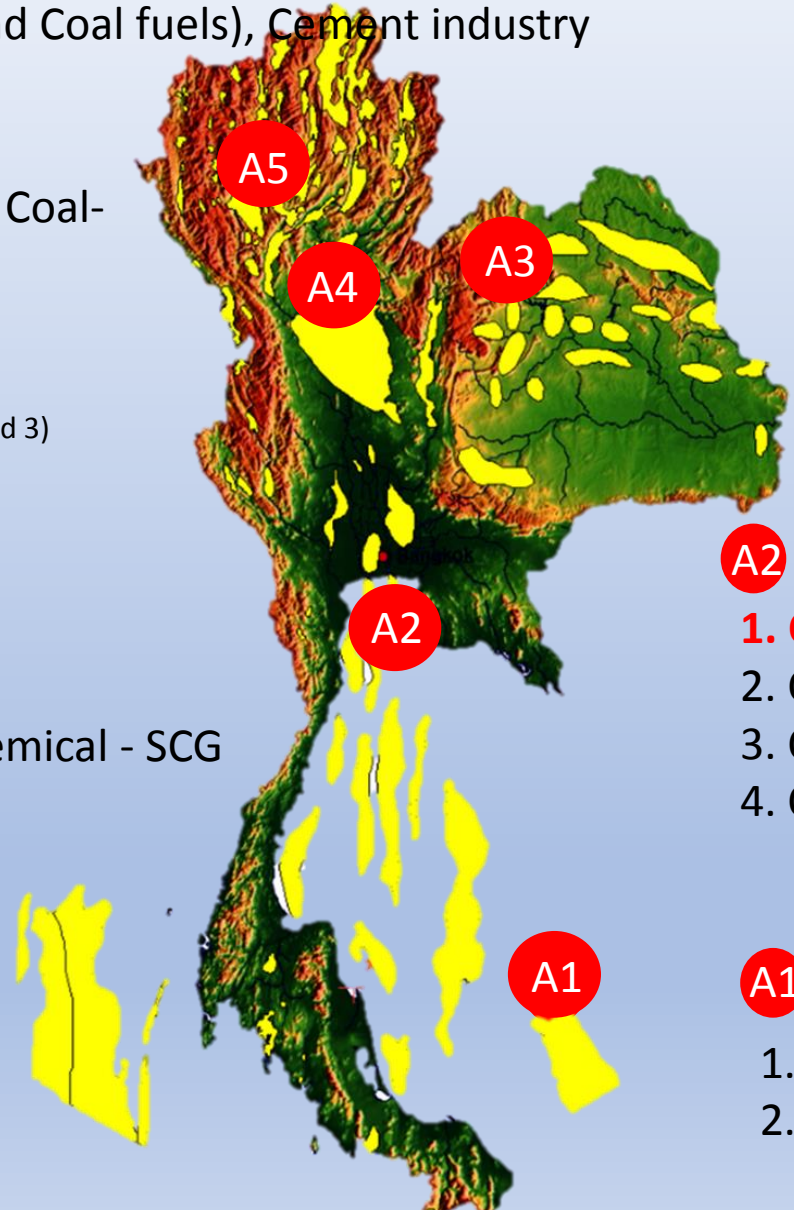 d Coal fuels), Cement industry
A5
Coal-
A3
A4
d 3)
Bangkok
A2
A2
1.
2.
3.
4.
emical - SCG
A1
A1
1.
2.